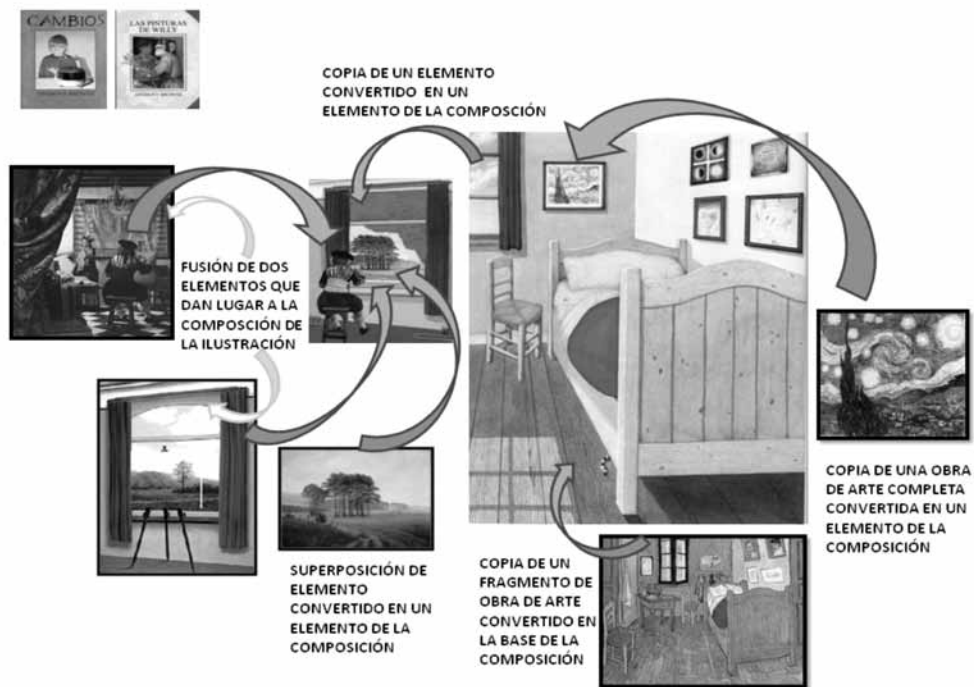 CAMBIOS
LAS PINTURAS
DE WILLY
COPIA DE UN ELEMENTO
CONVERTIDO EN UN
ELEMENTO DE LA COMPOSCIÓN
FUSIÓN DE DOS
ELEMENTOS QUE
DAN LUGAR A LA
COMPOSCIÓN DE
LA ILUSTRACIÓN
SUPERPOSICIÓN DE
ELEMENTO
CONVERTIDO EN UN
ELEMENTO DE LA
COMPOSICIÓN
COPIA DE UN
FRAGMENTO DE
OBRA DE ARTE
CONVERTIDO EN
LA BASE DE LA
COMPOSICIÓN
COPIA DE UNA OBRA
DE ARTE COMPLETA
CONVERTIDA EN UN
ELEMENTO DE LA
COMPOSICIÓN